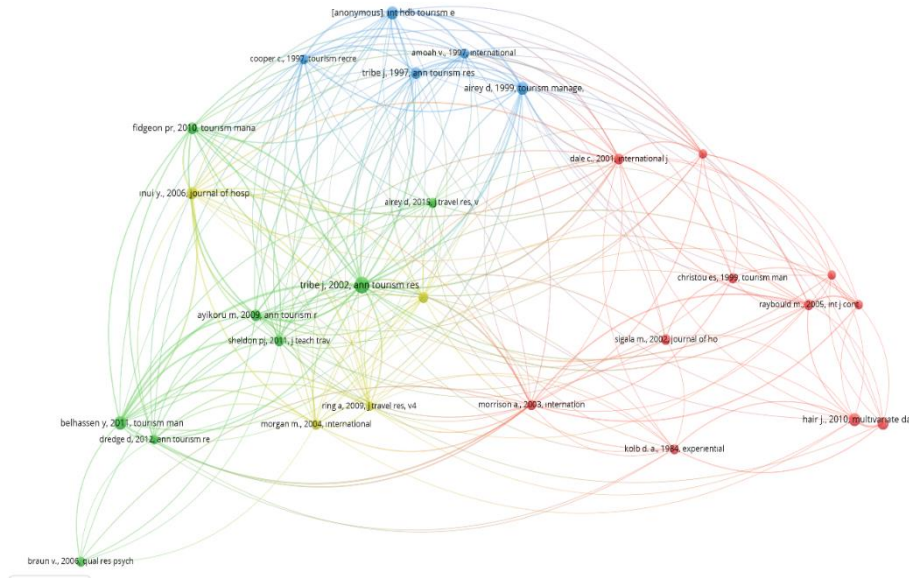 [anonymous], int hdb tourism e
amoah v., 1997, international
cooper c., 1997, tourism recre
tribe j, 1997, ann tourism res
airey d, 1999, tourism manage,
fidgeon pr, 2010, tourism mana
dale c., 2001, international j
inui y., 2006, journal of hosp
airey d, 2015, j travel res, v
christou es, 1999, tourism man
tribe j, 2002, ann tourism res
raybould m., 2005, int j cont
ayikoru m, 2009, ann tourism r
sheldon pj, 2011, j teach trav
sigala m., 2002, journal of ho
ring a, 2009, j travel res, v4
morrison a., 2003, internation
belhassen y, 2011, tourism man
morgan m., 2004, international
hair j., 2010, multivariate da
dredge d, 2012, ann tourism re
kolb d. a., 1984, experiential
braun v., 2006, qual res psych